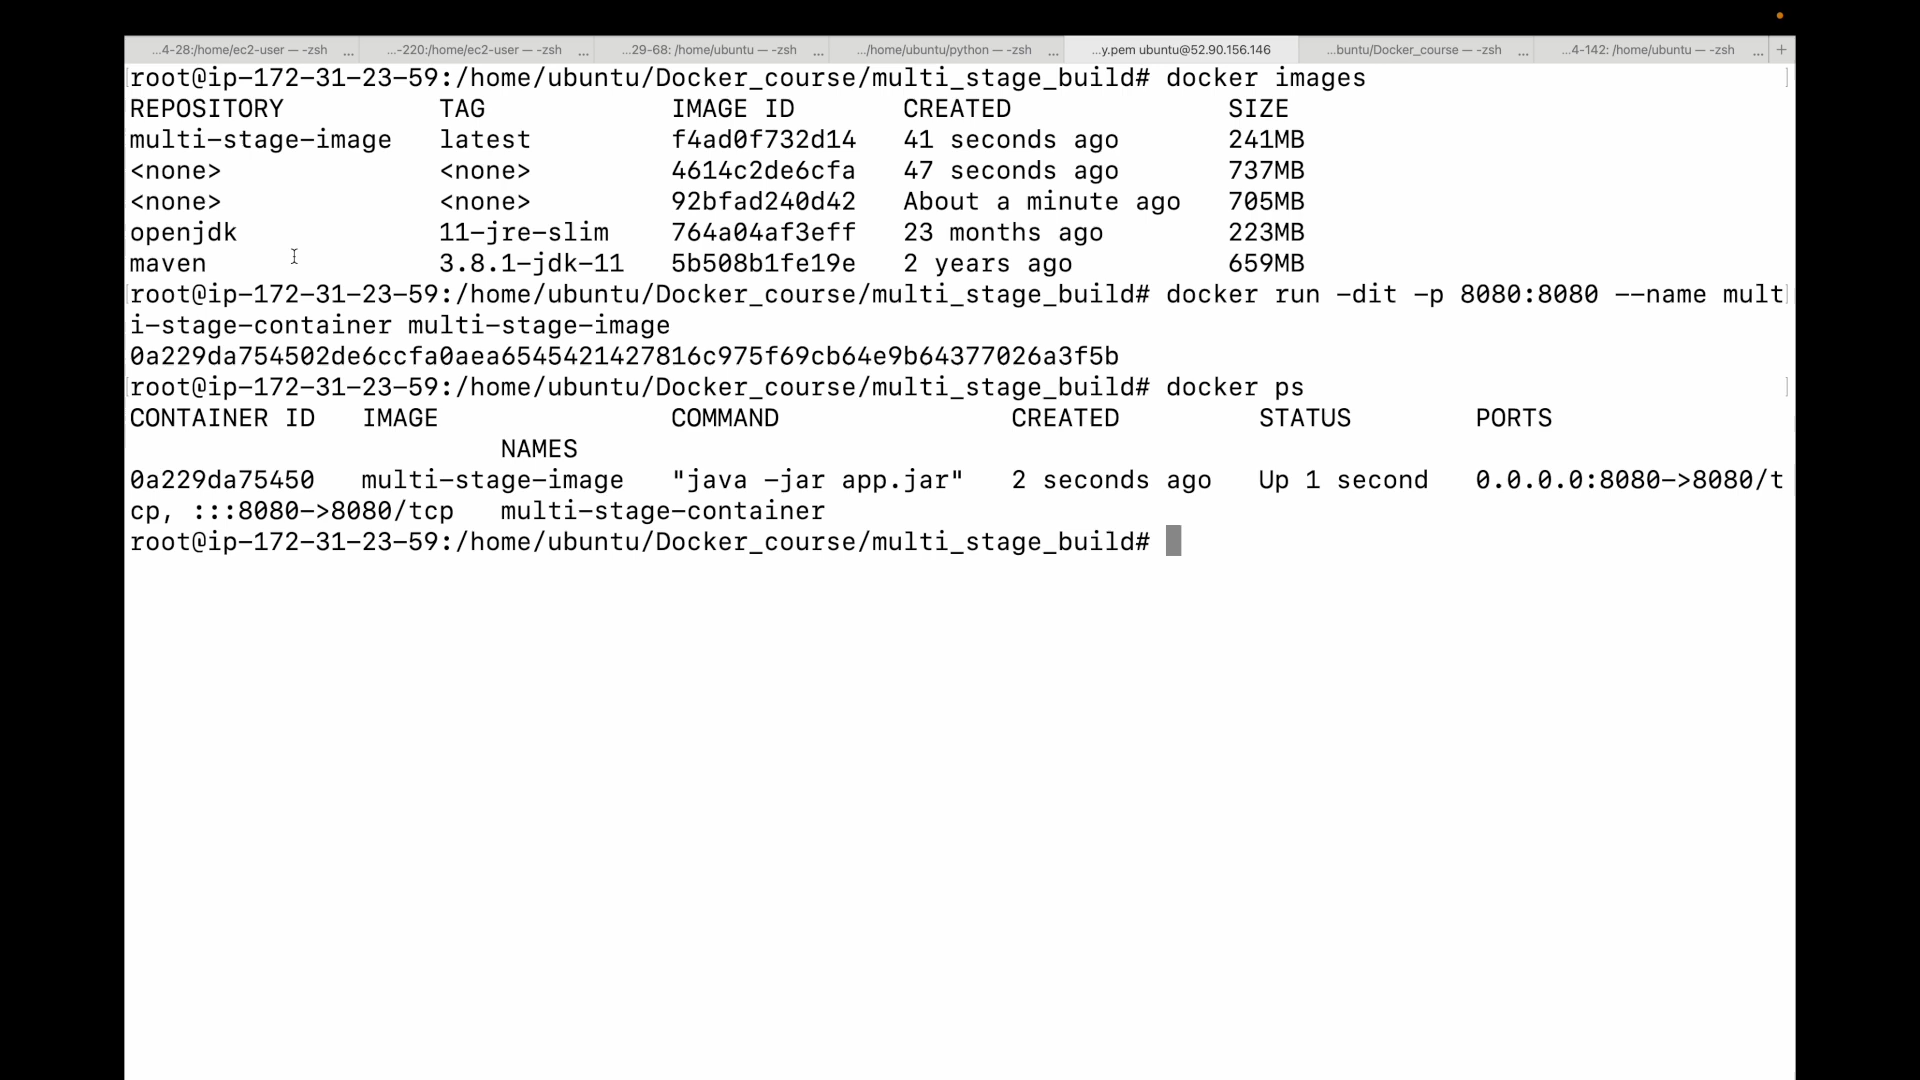 ...4-28:/home/ec2-user — -zsh ... ...-220:/home/ec2-user — -zsh ... ...29-68: /home/ubuntu — -zsh ... .../home/ubuntu/python — -zsh ... ...y.pem ubuntu@52.90.156.146 ...buntu/Docker_course — -zsh ... ...4-142: /home/ubuntu — -zsh ... +
root@ip-172-31-23-59:/home/ubuntu/Docker_course/multi_stage_build# docker images
REPOSITORY TAG IMAGE ID CREATED SIZE
multi-stage-image latest f4ad0f732d14 41 seconds ago 241MB
<none> <none> 4614c2de6cfa 47 seconds ago 737MB
<none> <none> 92bfad240d42 About a minute ago 705MB
openjdk 11-jre-slim 764a04af3eff 23 months ago 223MB
maven 3.8.1-jdk-11 5b508b1fe19e 2 years ago 659MB
root@ip-172-31-23-59:/home/ubuntu/Docker_course/multi_stage_build# docker run -dit -p 8080:8080 --name mult
i-stage-container multi-stage-image
0a229da754502de6ccfa0aea6545421427816c975f69cb64e9b64377026a3f5b
root@ip-172-31-23-59:/home/ubuntu/Docker_course/multi_stage_build# docker ps
CONTAINER ID IMAGE COMMAND CREATED STATUS PORTS
NAMES
0a229da75450 multi-stage-image "java -jar app.jar" 2 seconds ago Up 1 second 0.0.0.0:8080->8080/t
cp, :::8080->8080/tcp multi-stage-container
root@ip-172-31-23-59:/home/ubuntu/Docker_course/multi_stage_build#